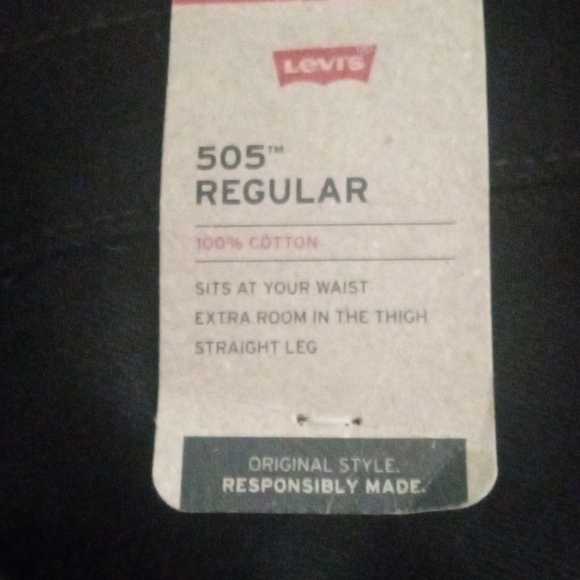 Levi's
505™
REGULAR
100% COTTON
SITS AT YOUR WAIST
EXTRA ROOM IN THE THIGH
STRAIGHT LEG
ORIGINAL STYLE.
RESPONSIBLY MADE.